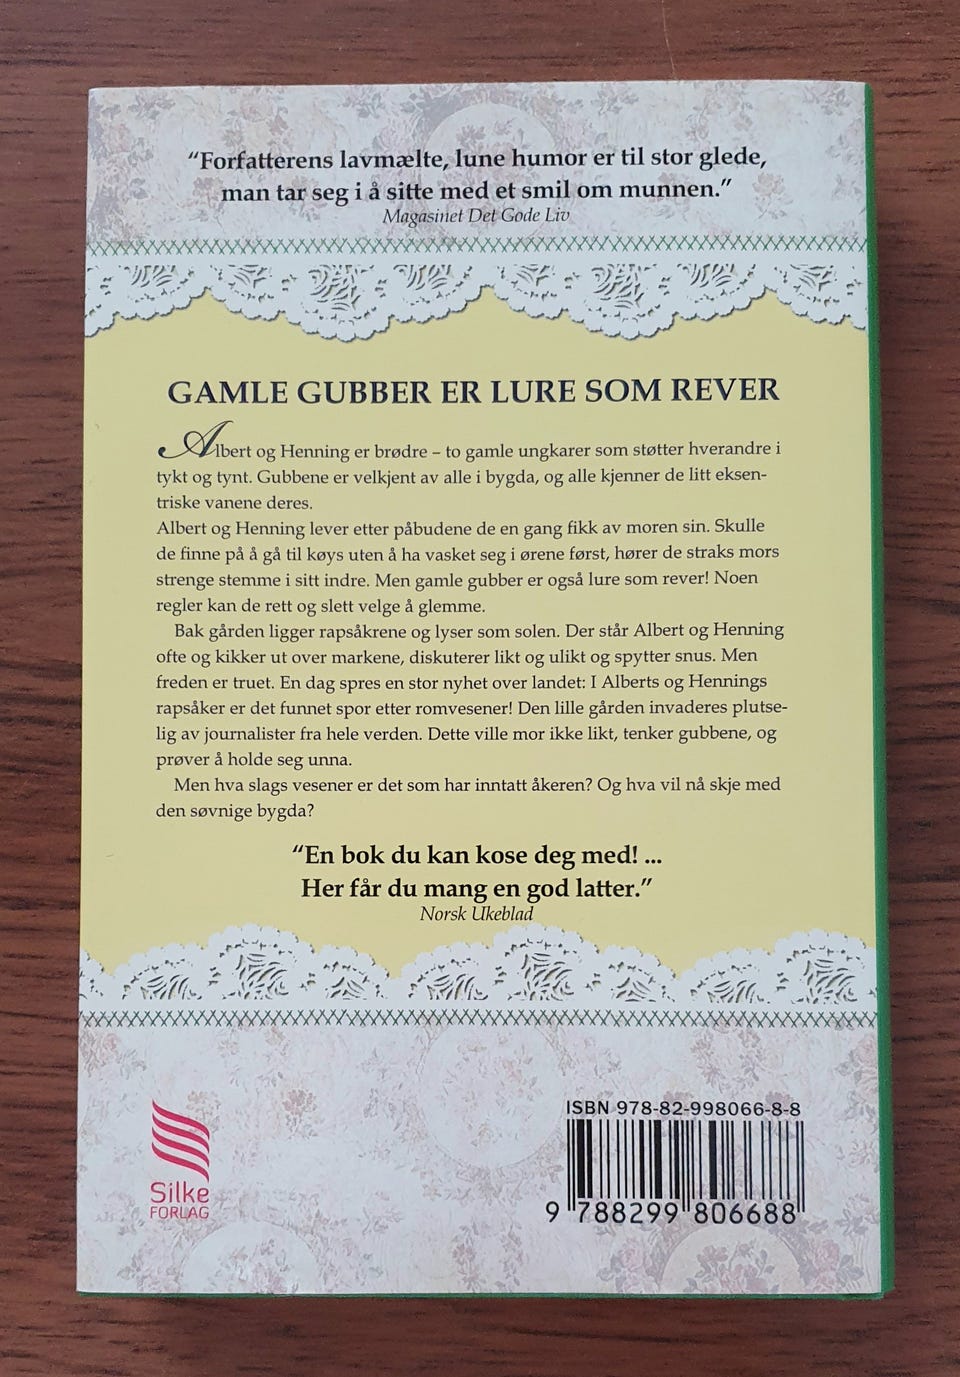 “Forfatterens lavmælte, lune humor er til stor glede,
man tar seg i å sitte med et smil om munnen.”
Magasinet Det Gode Liv
GAMLE GUBBER ER LURE SOM REVER
Albert og Henning er brødre – to gamle ungkarer som støtter hverandre i
tykt og tynt. Gubbene er velkjent av alle i bygda, og alle kjenner de litt eksen-
triske vanene deres.
Albert og Henning lever etter påbudene de en gang fikk av moren sin. Skulle
de finne på å gå til køys uten å ha vasket seg i ørene først, hører de straks mors
strenge stemme i sitt indre. Men gamle gubber er også lure som rever! Noen
regler kan de rett og slett velge å glemme.
Bak gården ligger rapsåkrene og lyser som solen. Der står Albert og Henning
ofte og kikker ut over markene, diskuterer likt og ulikt og spytter snus. Men
freden er truet. En dag spres en stor nyhet over landet: I Alberts og Hennings
rapsåker er det funnet spor etter romvesener! Den lille gården invaderes plutse-
lig av journalister fra hele verden. Dette ville mor ikke likt, tenker gubbene, og
prøver å holde seg unna.
Men hva slags vesener er det som har inntatt åkeren? Og hva vil nå skje med
den søvnige bygda?
“En bok du kan kose deg med! ...
Her får du mang en god latter.”
Norsk Ukeblad
Silke
FORLAG
ISBN 978-82-998066-8-8
9 788299 806688